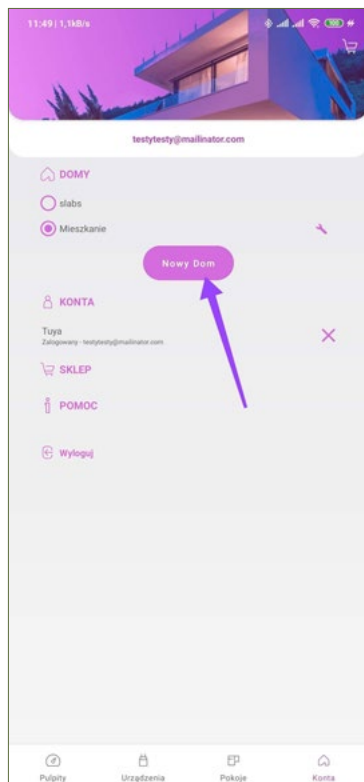 11:49 | 1,1kB/s
100
testytesty@mailinator.com
DOMY
slabs
Mieszkanie
Nowy Dom
KONTA
Tuya
Zalogowany - testytesty@mailinator.com
SKLEP
POMOC
Wyloguj
Pulpity Urządzenia Pokoje Konta